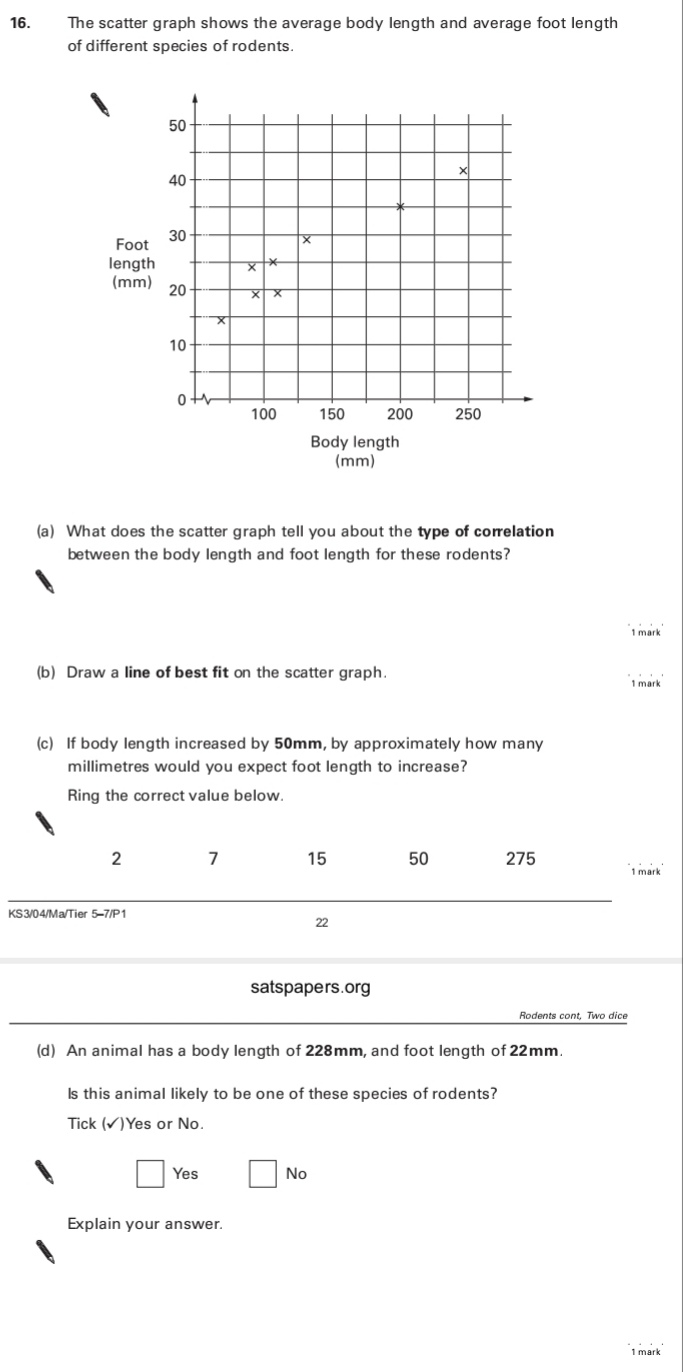 16. The scatter graph shows the average body length and average foot length
of different species of rodents.
50
40
30
20
10
0
Foot
length
(mm)
100 150 200 250
Body length
(mm)
(a) What does the scatter graph tell you about the type of correlation
between the body length and foot length for these rodents?
1 mark
(b) Draw a line of best fit on the scatter graph.
1 mark
(c) If body length increased by 50mm, by approximately how many
millimetres would you expect foot length to increase?
Ring the correct value below.
2 7 15 50 275
1 mark
KS3/04/Ma/Tier 5–7/P1
22
satspapers.org
Rodents cont, Two dice
(d) An animal has a body length of 228mm, and foot length of 22mm.
Is this animal likely to be one of these species of rodents?
Tick (✓)Yes or No.
Yes No
Explain your answer.
1 mark